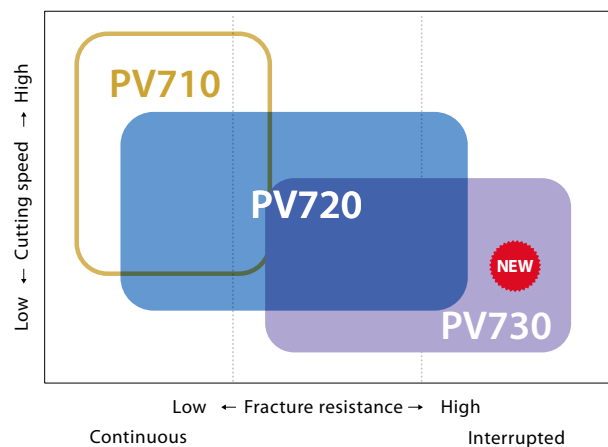 PV710
PV720
NEW
PV730
Low ← Cutting speed → High
Low ← Fracture resistance → High
Continuous
Interrupted